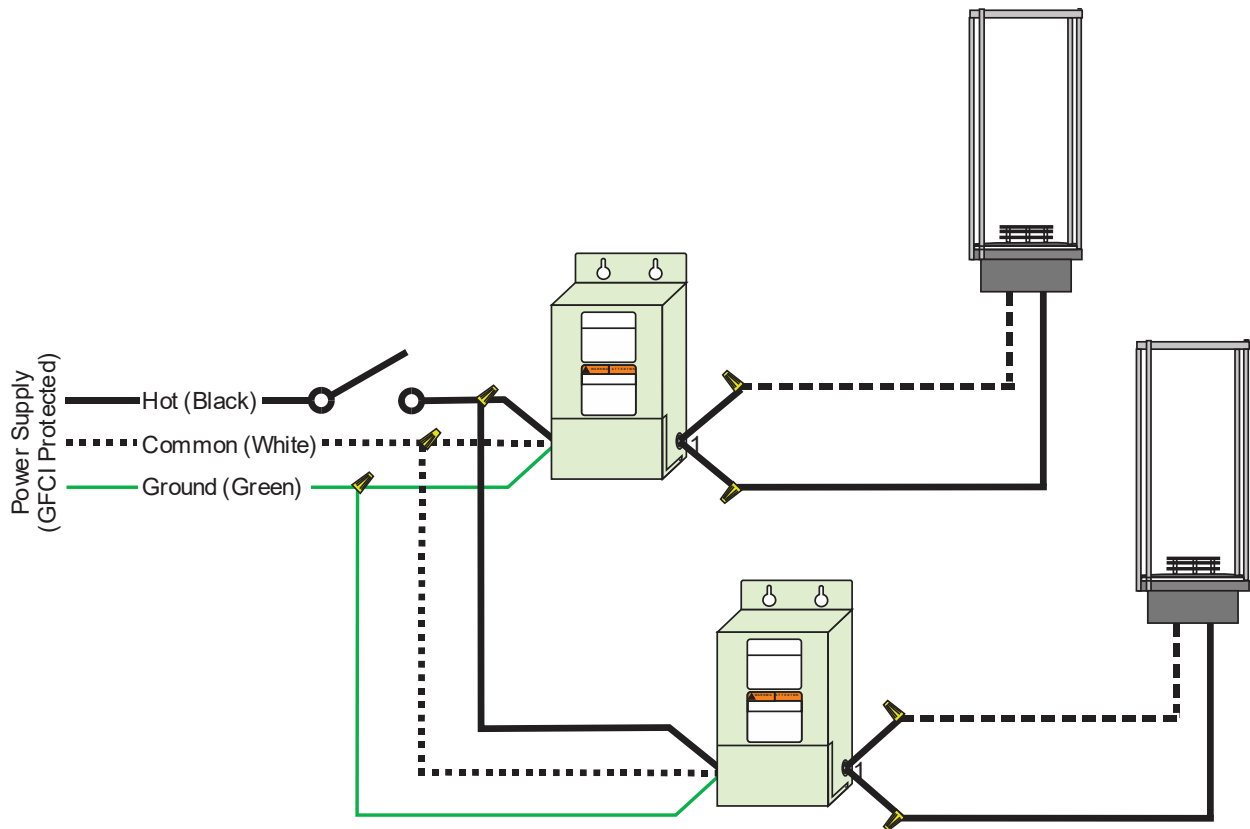 Power Supply
(GFCI Protected)
Hot (Black)
Common (White)
Ground (Green)
1
1